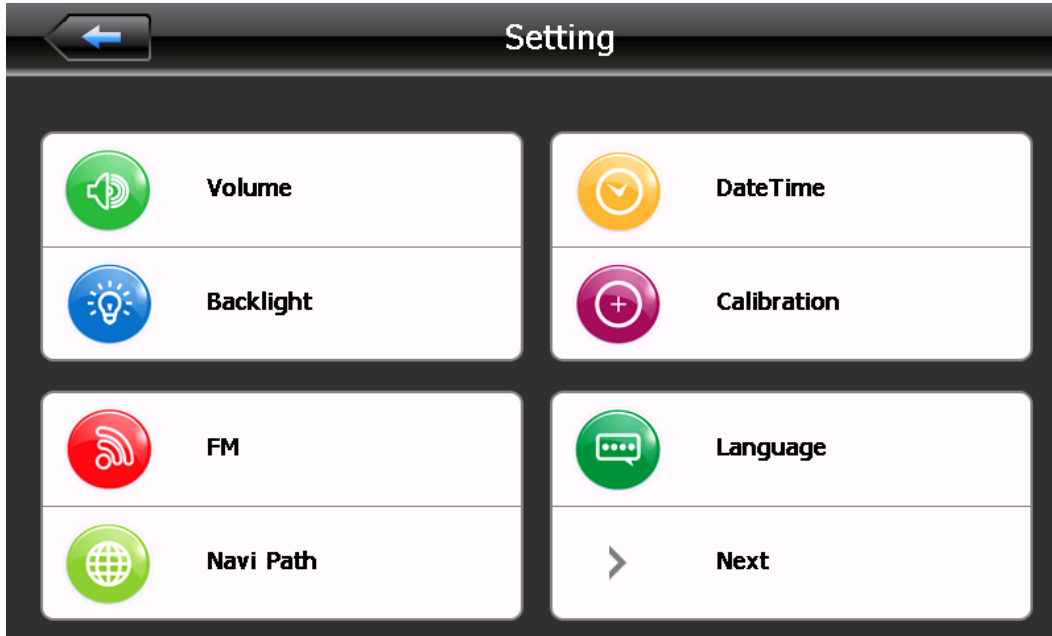 Setting
Volume
DateTime
Backlight
Calibration
FM
Language
Navi Path
Next